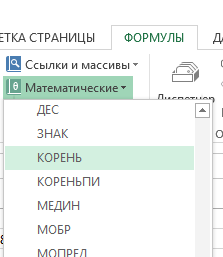 ЕТКА СТРАНИЦЫ ФОРМУЛЫ
Ссылки и массивы
Математические
Диспетчер
ДЕС
ЗНАК
КОРЕНЬ
КОРЕНЬПИ
МЕДИН
МОБР
МОПРЕД